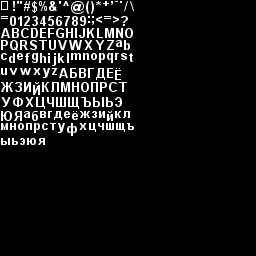 !"#$%&'^@()*+'-'/\
=0123456789:;<=>?
ABCDEFGHIJKLMNO
PQRSTUVWXYZab
cdefghijklmnopqrst
uvwxyzАБВГДЕЁ
ЖЗИЙКЛМНОПРСТ
УФХЦЧШЩЪЫЬЭ
ЮЯабвгдеёжзийкл
мнопрстуфхцчшщъ
ыьэюя